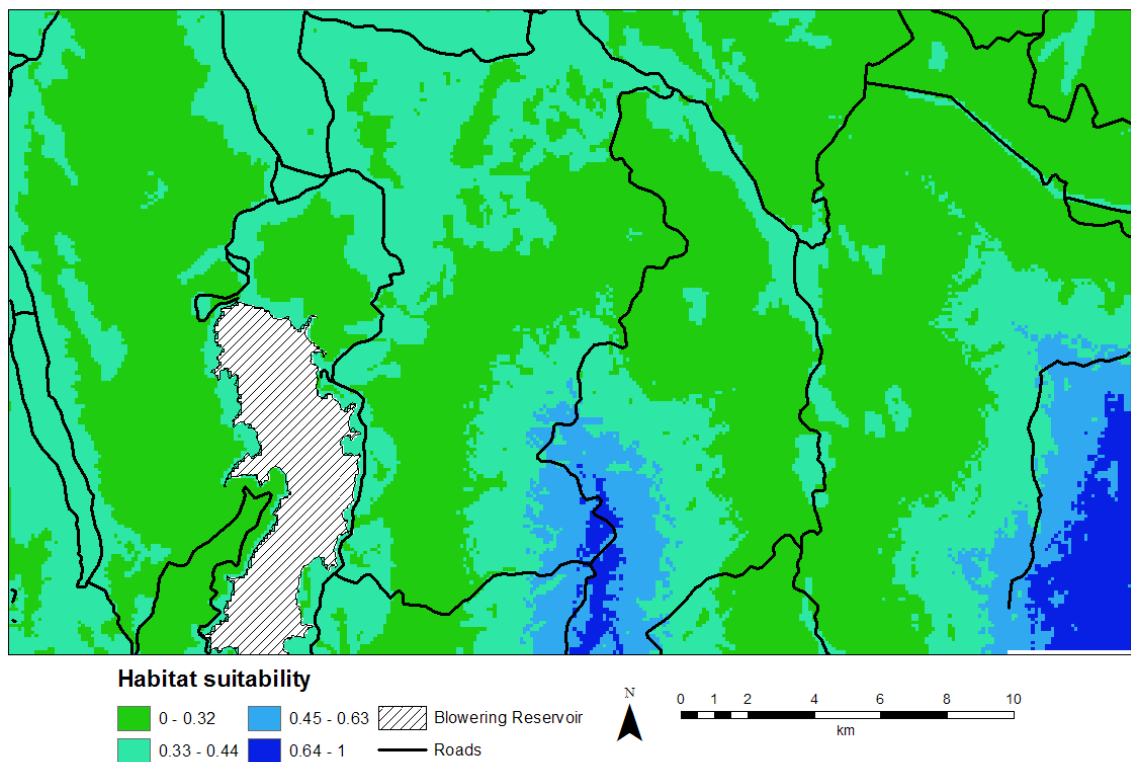 Habitat suitability
0 - 0.32
0.45 - 0.63
Blowering Reservoir
0.33 - 0.44
0.64 - 1
Roads
N
0 1 2 4 6 8 10
km